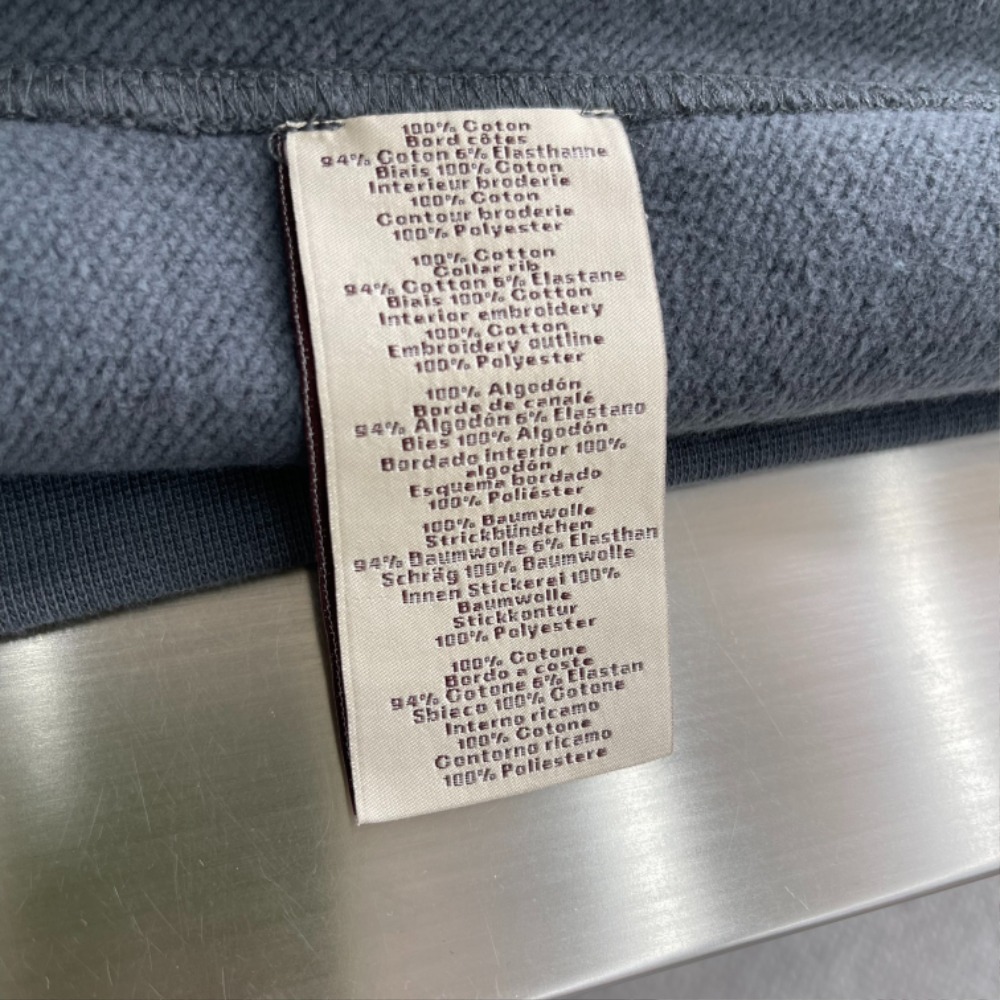 100% Coton
Bord côtes
94% Coton 6% Elasthanne
Biais 100% Coton
Interieur broderie
100% Coton
Contour broderie
100% Polyester
100% Cotton
Collar rib
94% Cotton 6% Elastane
Biais 100% Cotton
Interior embroidery
100% Cotton
Embroidery outline
100% Polyester
100% Algodón
Borde de canalé
94% Algodón 6% Elastano
Bies 100% Algodón
Bordado interior 100%
algodón
Esquema bordado
100% Poliéster
100% Baumwolle
Strickbündchen
94% Baumwolle 6% Elasthan
Schräg 100% Baumwolle
Innen Stickerei 100%
Baumwolle
Stickkontur
100% Polyester
100% Cotone
Bordo a coste
94% Cotone 6% Elastan
Sbieco 100% Cotone
Interno ricamo
100% Cotone
Contorno ricamo
100% Poliestere